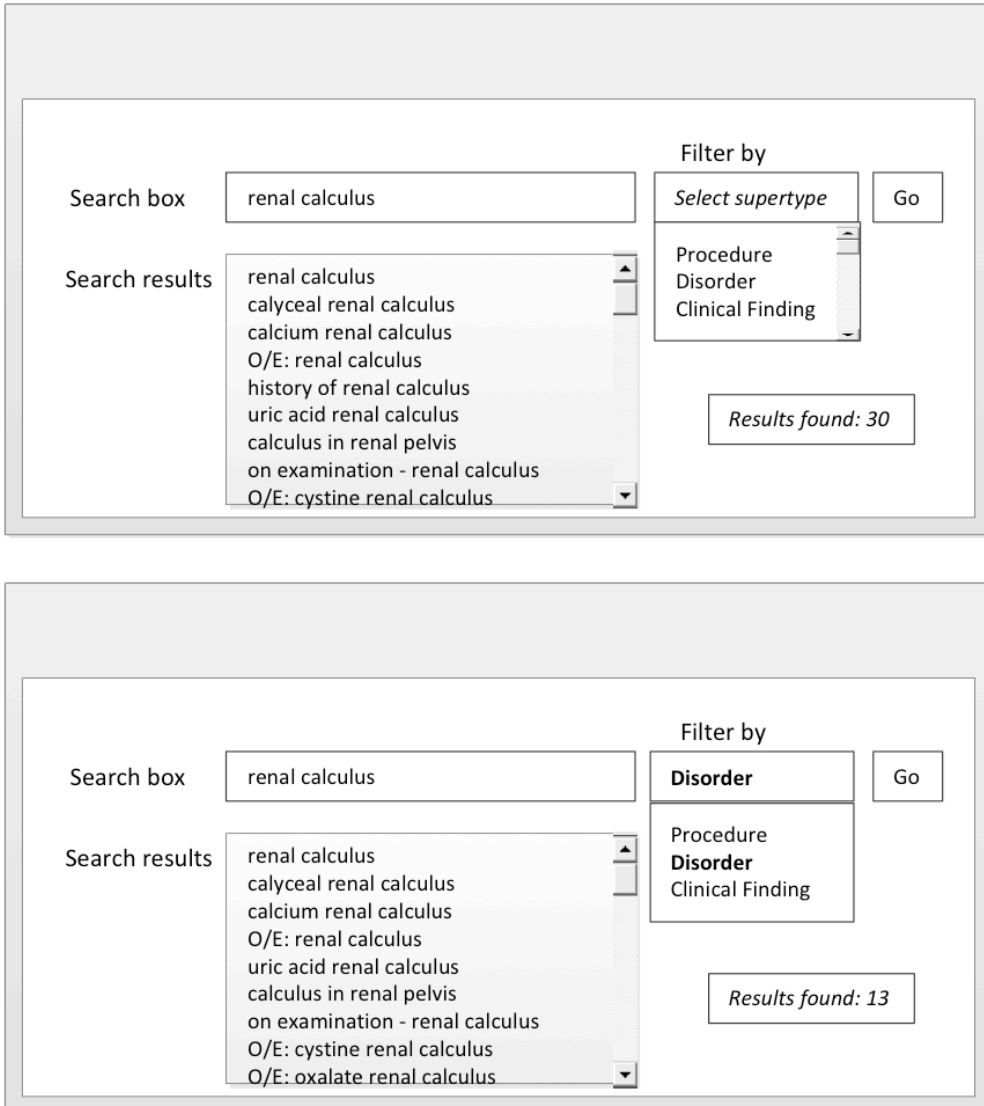 Filter by
Search box renal calculus Select supertype Go
Procedure
Disorder
Clinical Finding
Search results
renal calculus
calyceal renal calculus
calcium renal calculus
O/E: renal calculus
history of renal calculus
uric acid renal calculus
calculus in renal pelvis
on examination - renal calculus
O/E: cystine renal calculus
Results found: 30
Filter by
Search box renal calculus Disorder Go
Procedure
Disorder
Clinical Finding
Search results
renal calculus
calyceal renal calculus
calcium renal calculus
O/E: renal calculus
uric acid renal calculus
calculus in renal pelvis
on examination - renal calculus
O/E: cystine renal calculus
O/E: oxalate renal calculus
Results found: 13